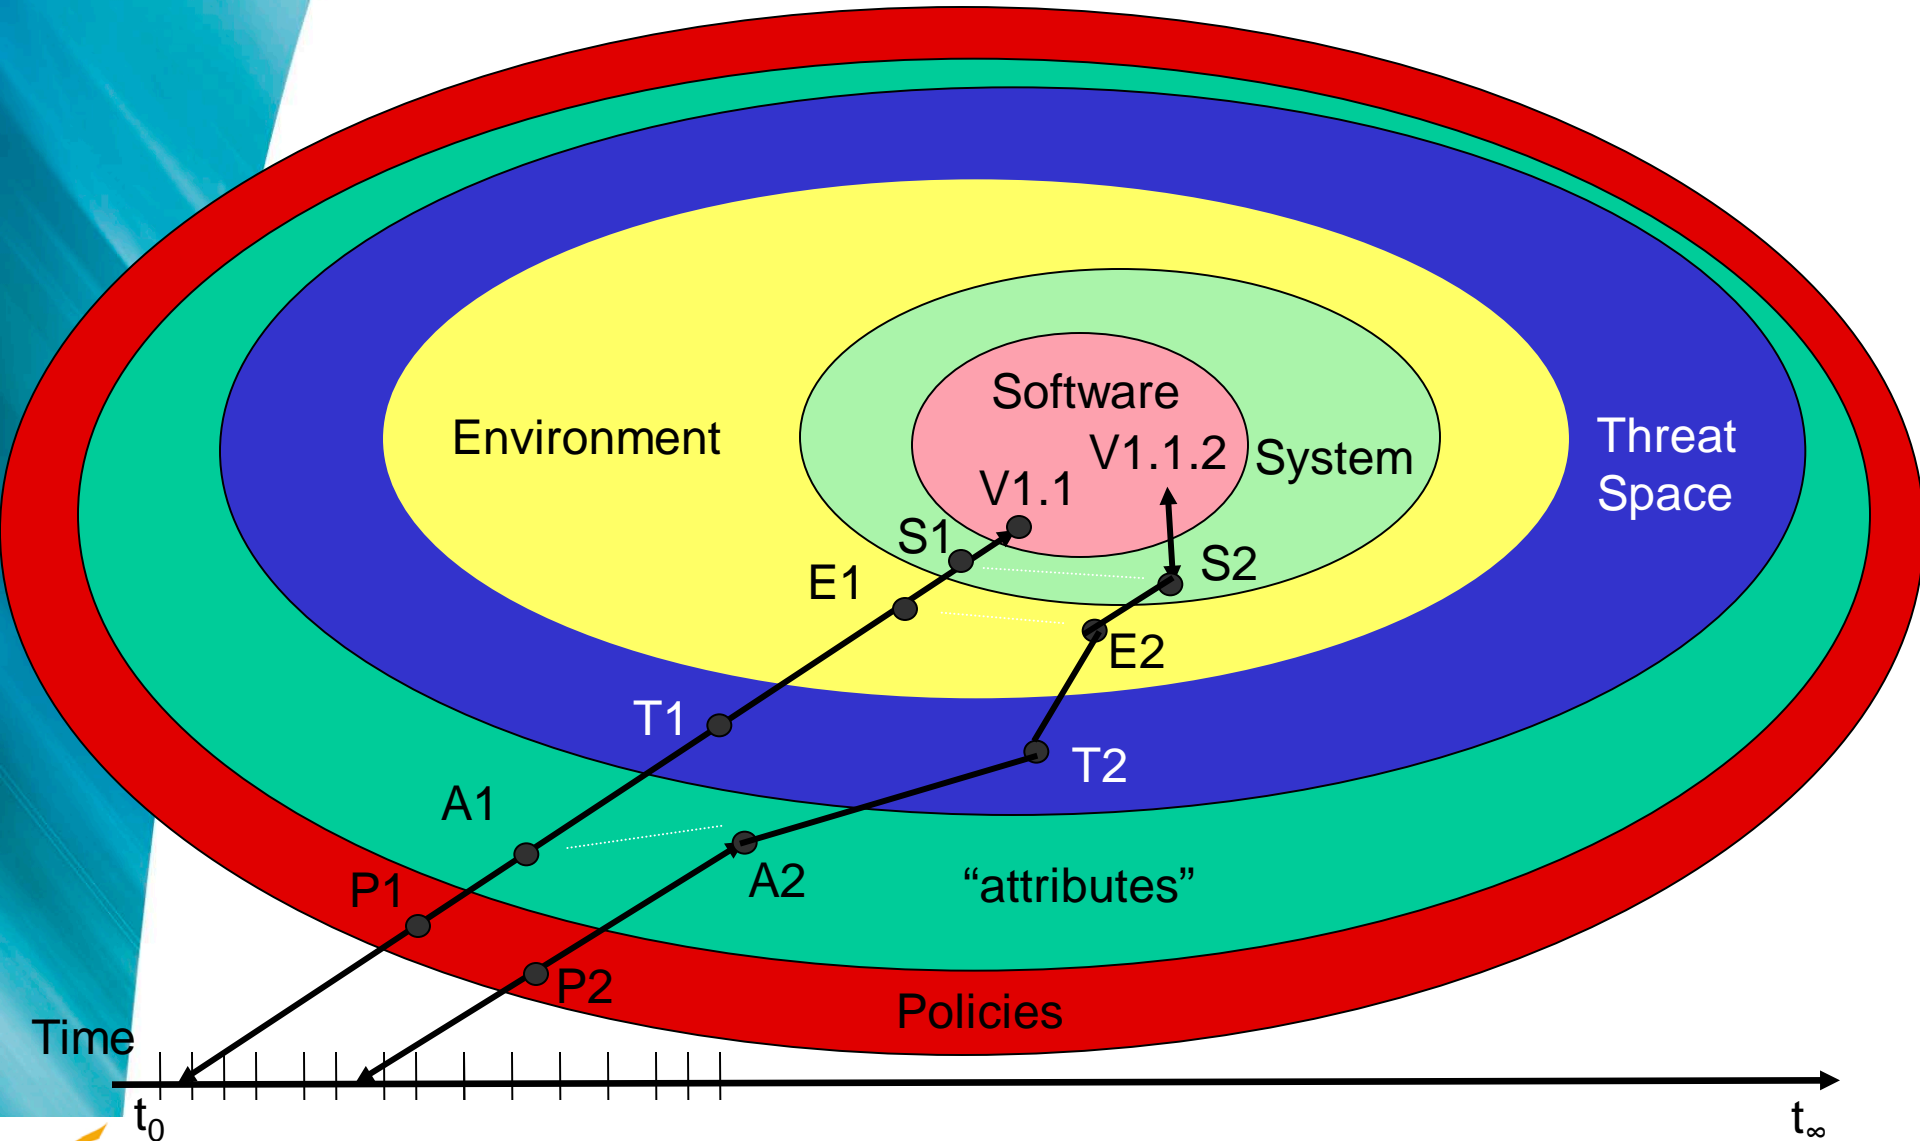 Software
V1.1.2
Environment
System
Threat
Space
V1.1
S1
S2
E1
E2
T1
T2
A1
A2
“attributes”
P1
P2
Policies
Time
t0
t∞